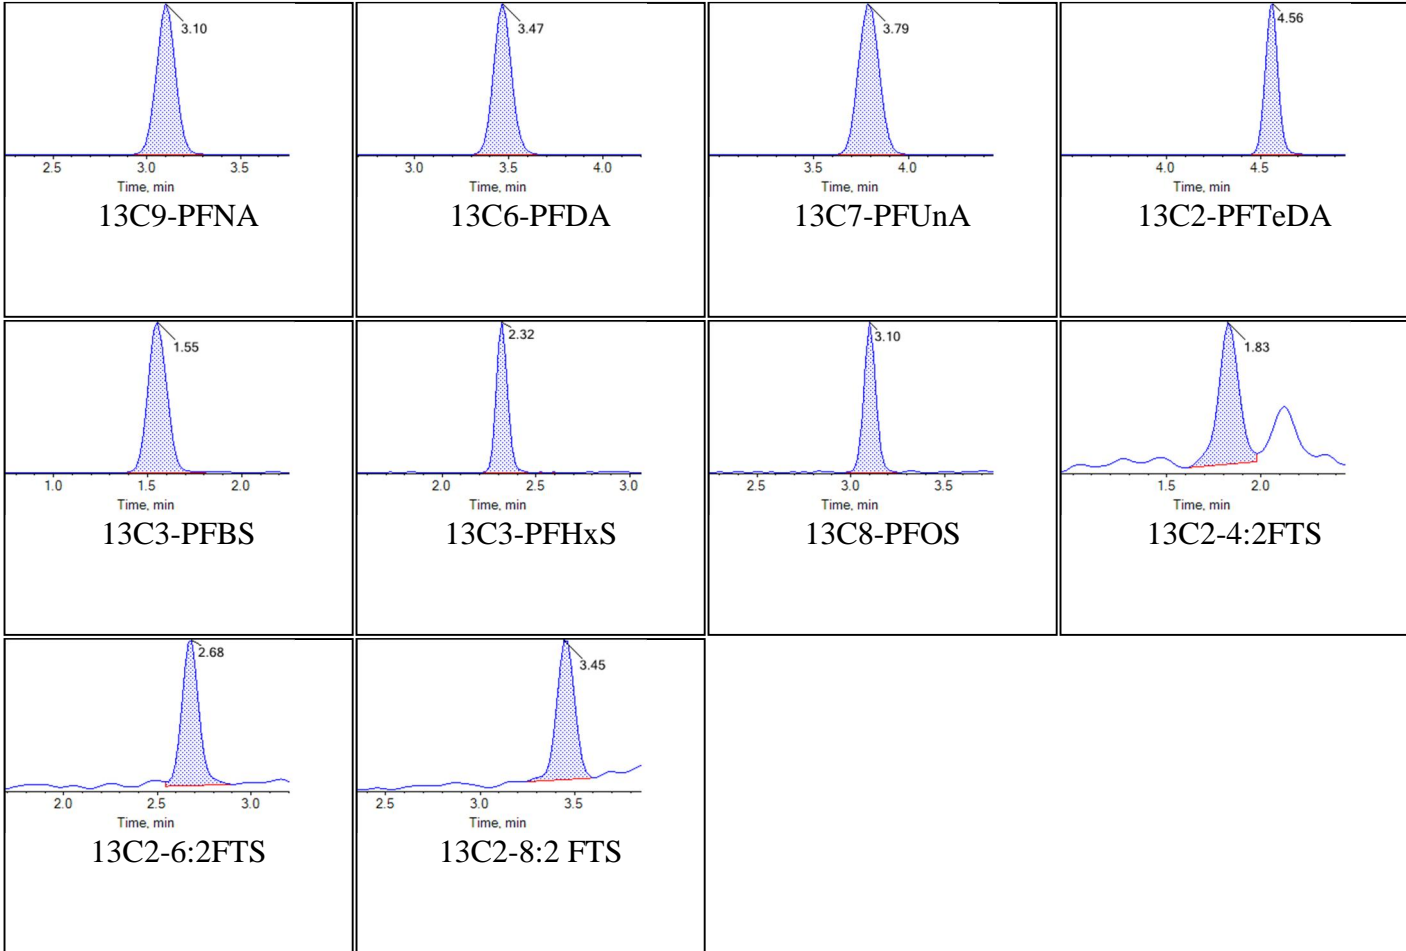 3.10
2.5 3.0 3.5
Time, min
13C9-PFNA
3.47
3.0 3.5 4.0
Time, min
13C6-PFDA
3.79
3.5 4.0
Time, min
13C7-PFUnA
4.56
4.0 4.5
Time, min
13C2-PFTeDA
1.55
1.0 1.5 2.0
Time, min
13C3-PFBS
2.32
2.0 2.5 3.0
Time, min
13C3-PFHxS
3.10
2.5 3.0 3.5
Time, min
13C8-PFOS
1.83
1.5 2.0
Time, min
13C2-4:2FTS
2.68
2.0 2.5 3.0
Time, min
13C2-6:2FTS
3.45
2.5 3.0 3.5
Time, min
13C2-8:2 FTS